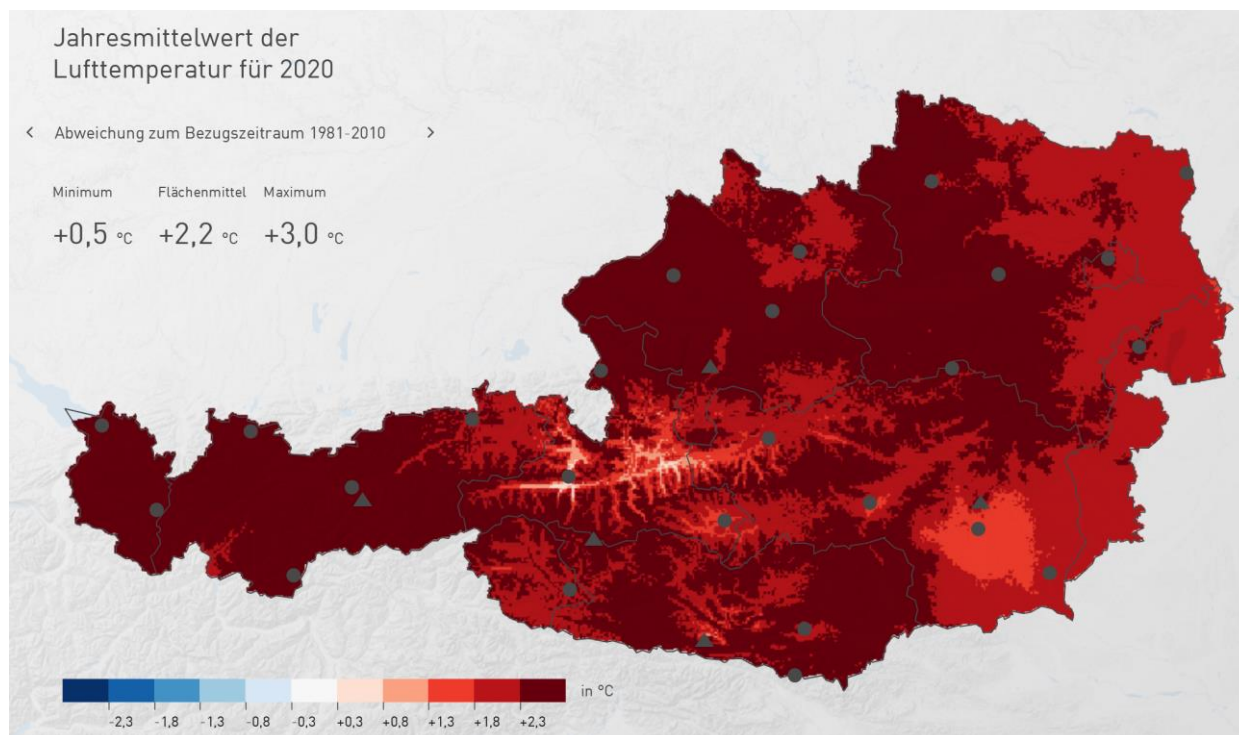 Jahresmittelwert der
Lufttemperatur für 2020
< Abweichung zum Bezugszeitraum 1981-2010 >
Minimum Flächenmittel Maximum
+0,5 °C +2,2 °C +3,0 °C
in °C
-2,3 -1,8 -1,3 -0,8 -0,3 +0,3 +0,8 +1,3 +1,8 +2,3